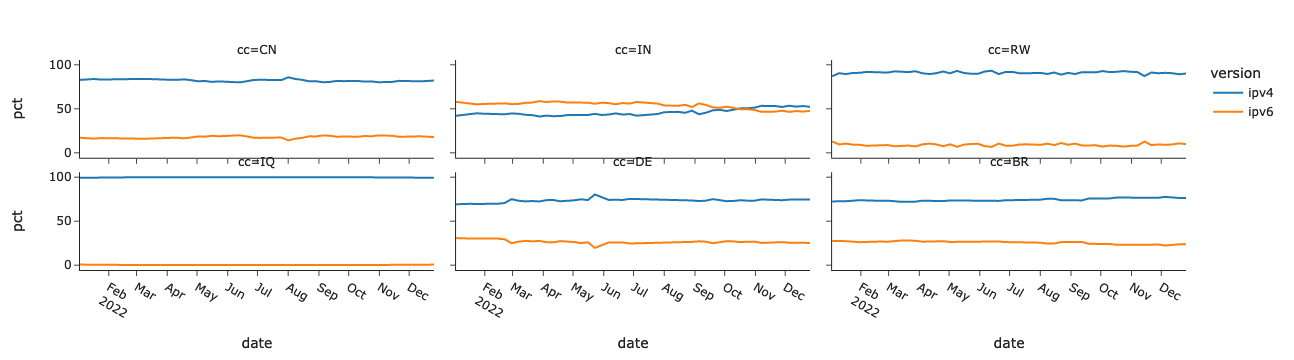 cc=CN
cc=IN
cc=RW
pct
100
50
0
version
ipv4
ipv6
cc=IQ
cc=DE
cc=BR
pct
100
50
0
Feb
2022
Mar
Apr
May
Jun
Jul
Aug
Sep
Oct
Nov
Dec
Feb
2022
Mar
Apr
May
Jun
Jul
Aug
Sep
Oct
Nov
Dec
Feb
2022
Mar
Apr
May
Jun
Jul
Aug
Sep
Oct
Nov
Dec
date
date
date